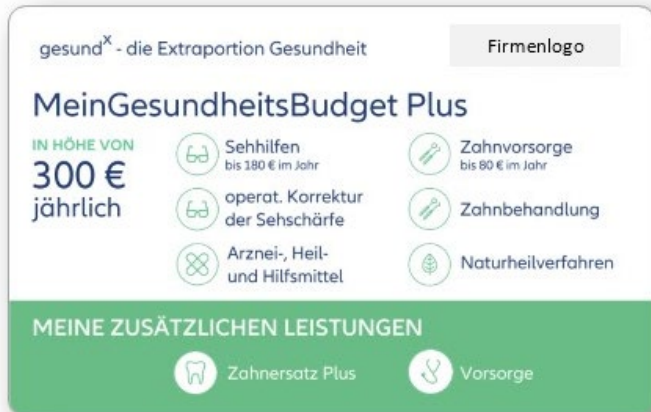 gesundˣ - die Extraportion Gesundheit
Firmenlogo
MeinGesundheitsBudget Plus
IN HÖHE VON
300 €
jährlich
Sehhilfen
bis 180 € im Jahr
operat. Korrektur
der Sehschärfe
Arznei-, Heil-
und Hilfsmittel
Zahnvorsorge
bis 80 € im Jahr
Zahnbehandlung
Naturheilverfahren
MEINE ZUSÄTZLICHEN LEISTUNGEN
Zahnersatz Plus
Vorsorge